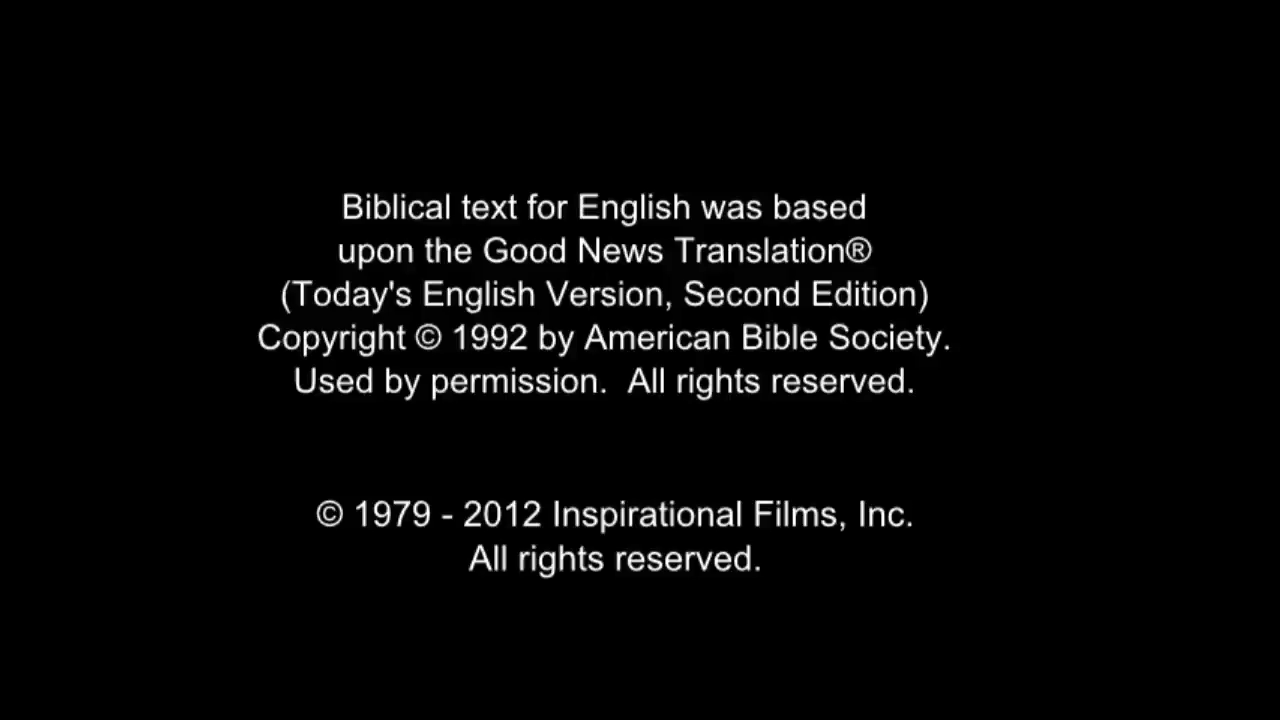 Biblical text for English was based
upon the Good News Translation®
(Today's English Version, Second Edition)
Copyright © 1992 by American Bible Society.
Used by permission.  All rights reserved.
© 1979 - 2012 Inspirational Films, Inc.
All rights reserved.